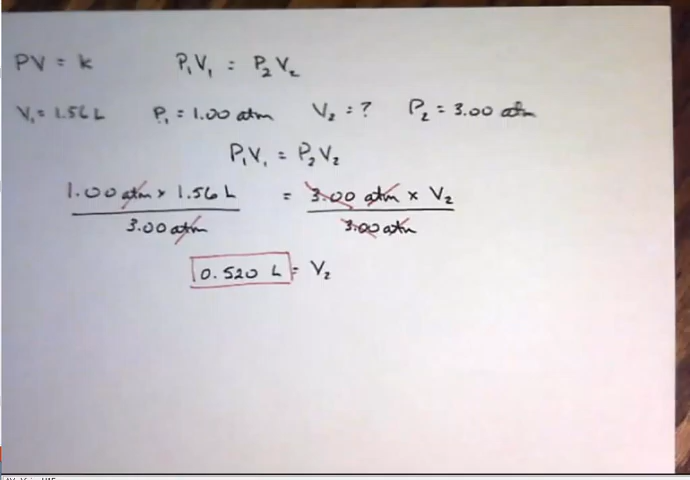 PV = k P₁V₁ = P₂V₂
V₁ = 1.56 L P₁ = 1.00 atm V₂ = ? P₂ = 3.00 atm
P₁V₁ = P₂V₂
1.00 atm x 1.56 L = 3.00 atm x V₂
3.00 atm 3.00 atm
0.520 L = V₂